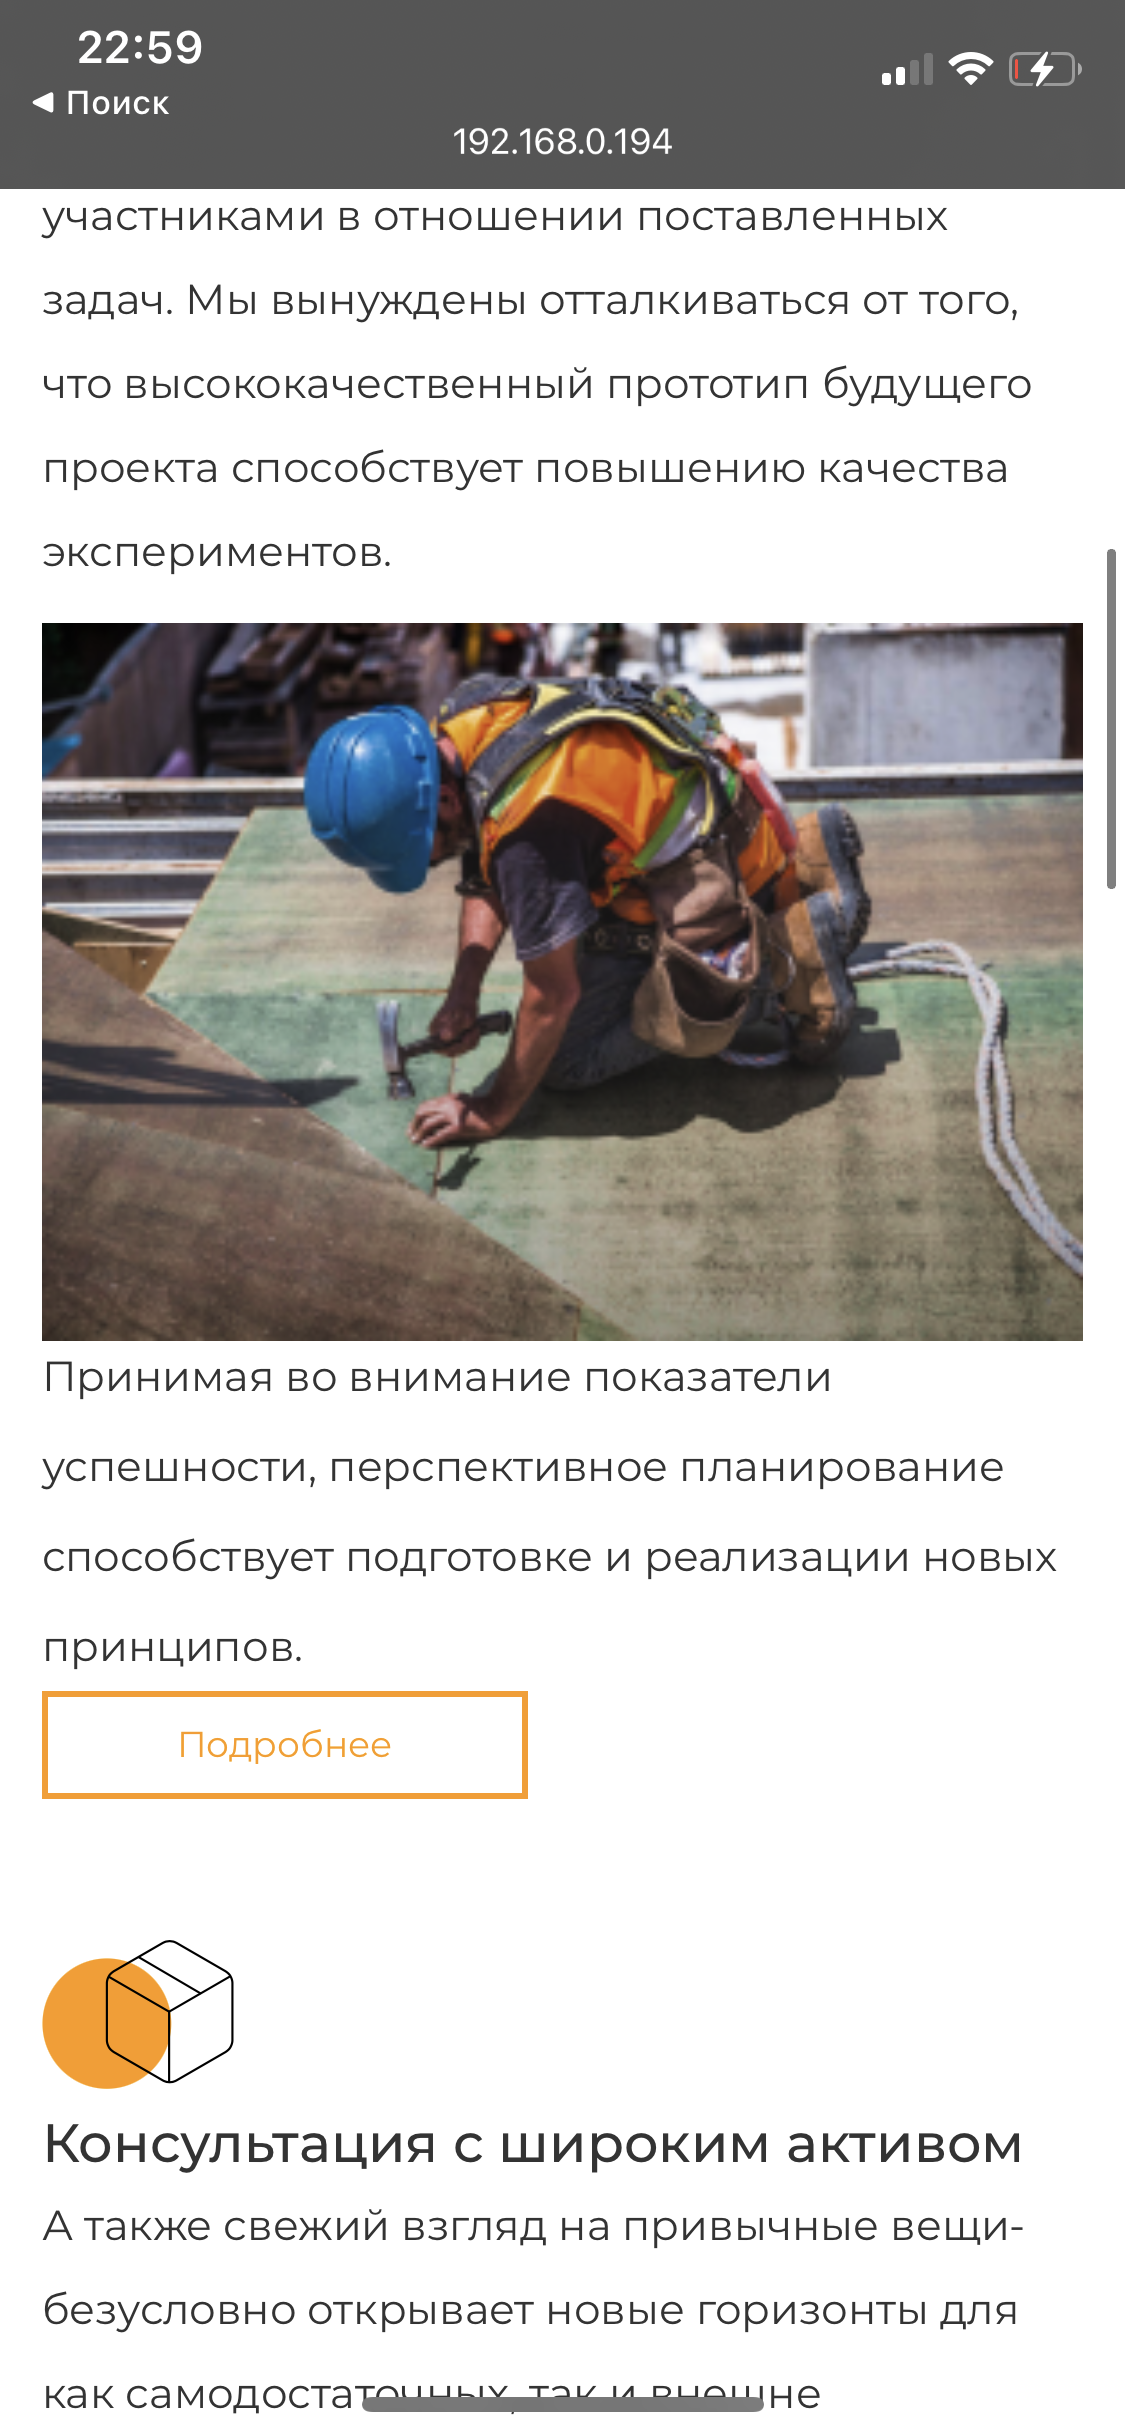 22:59
Поиск
192.168.0.194
участниками в отношении поставленных
задач. Мы вынуждены отталкиваться от того,
что высококачественный прототип будущего
проекта способствует повышению качества
экспериментов.
Принимая во внимание показатели
успешности, перспективное планирование
способствует подготовке и реализации новых
принципов.
Подробнее
Консультация с широким активом
А также свежий взгляд на привычные вещи-
безусловно открывает новые горизонты для
как самодостаточных, так и внешне